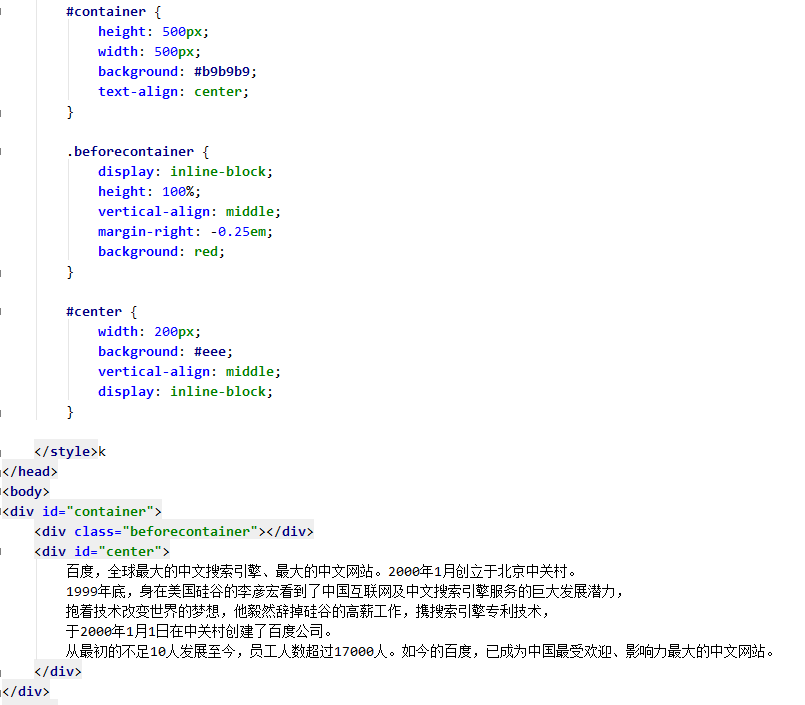 #container {
height: 500px;
width: 500px;
background: #b9b9b9;
text-align: center;
}
.beforecontainer {
display: inline-block;
height: 100%;
vertical-align: middle;
margin-right: -0.25em;
background: red;
}
#center {
width: 200px;
background: #eee;
vertical-align: middle;
display: inline-block;
}
</style>k
</head>
<body>
<div id="container">
<div class="beforecontainer"></div>
<div id="center">
百度，全球最大的中文搜索引擎、最大的中文网站。2000年1月创立于北京中关村。
1999年底，身在美国硅谷的李彦宏看到了中国互联网及中文搜索引擎服务的巨大发展潜力，
抱着技术改变世界的梦想，他毅然辞掉硅谷的高薪工作，携搜索引擎专利技术，
于2000年1月1日在中关村创建了百度公司。
从最初的不足10人发展至今，员工人数超过17000人。如今的百度，已成为中国最受欢迎、影响力最大的中文网站。
</div>
</div>